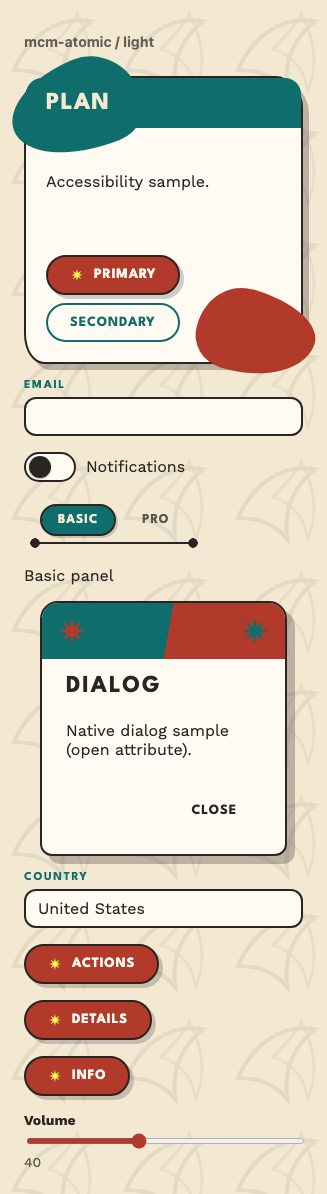 mcm-atomic / light
PLAN
Accessibility sample.
PRIMARY
SECONDARY
EMAIL
Notifications
BASIC PRO
Basic panel
DIALOG
Native dialog sample
(open attribute).
CLOSE
COUNTRY
United States
ACTIONS
DETAILS
INFO
Volume
40